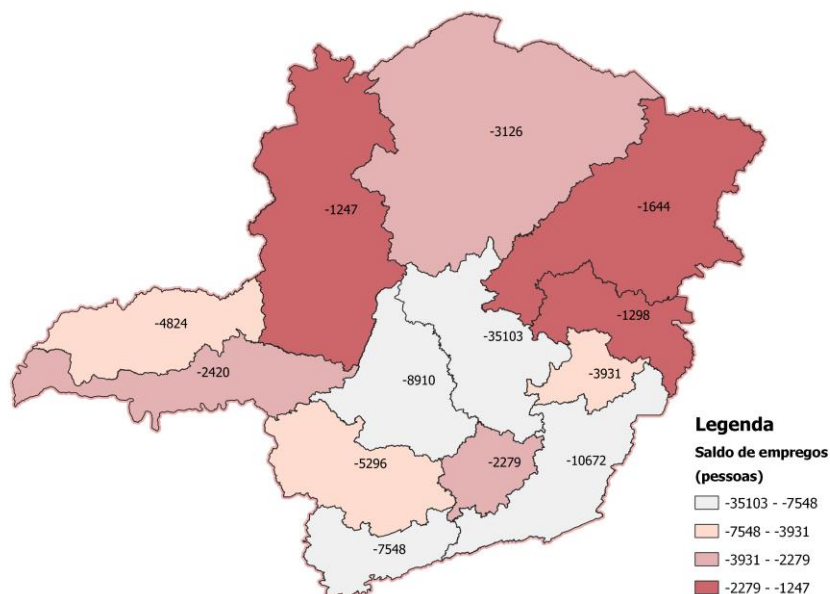 -3126
-1247
-1644
-4824
-1298
-35103
-2420
-8910
-3931
-5296
-2279
-10672
-7548
Legenda
Saldo de empregos
(pessoas)
-35103 - -7548
-7548 - -3931
-3931 - -2279
-2279 - -1247